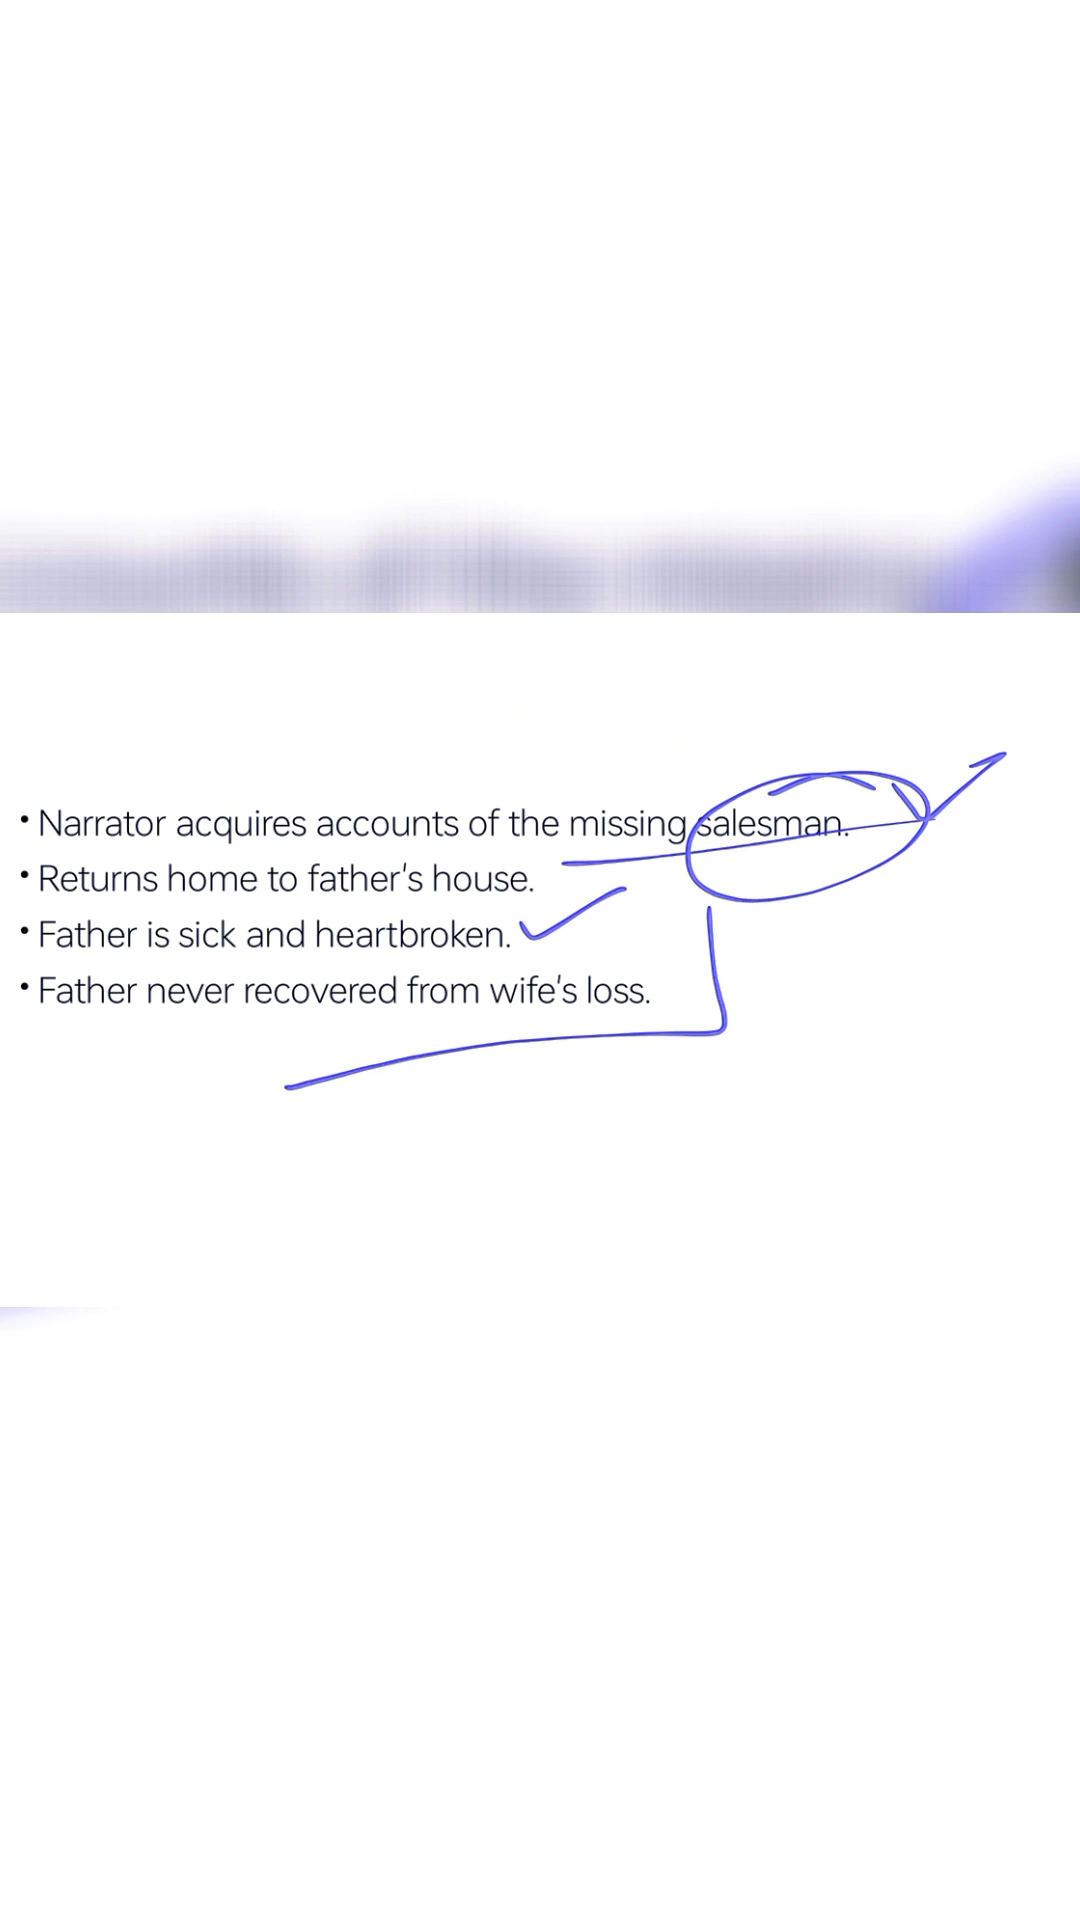 • Narrator acquires accounts of the missing salesman.
• Returns home to father's house.
• Father is sick and heartbroken.
• Father never recovered from wife's loss.